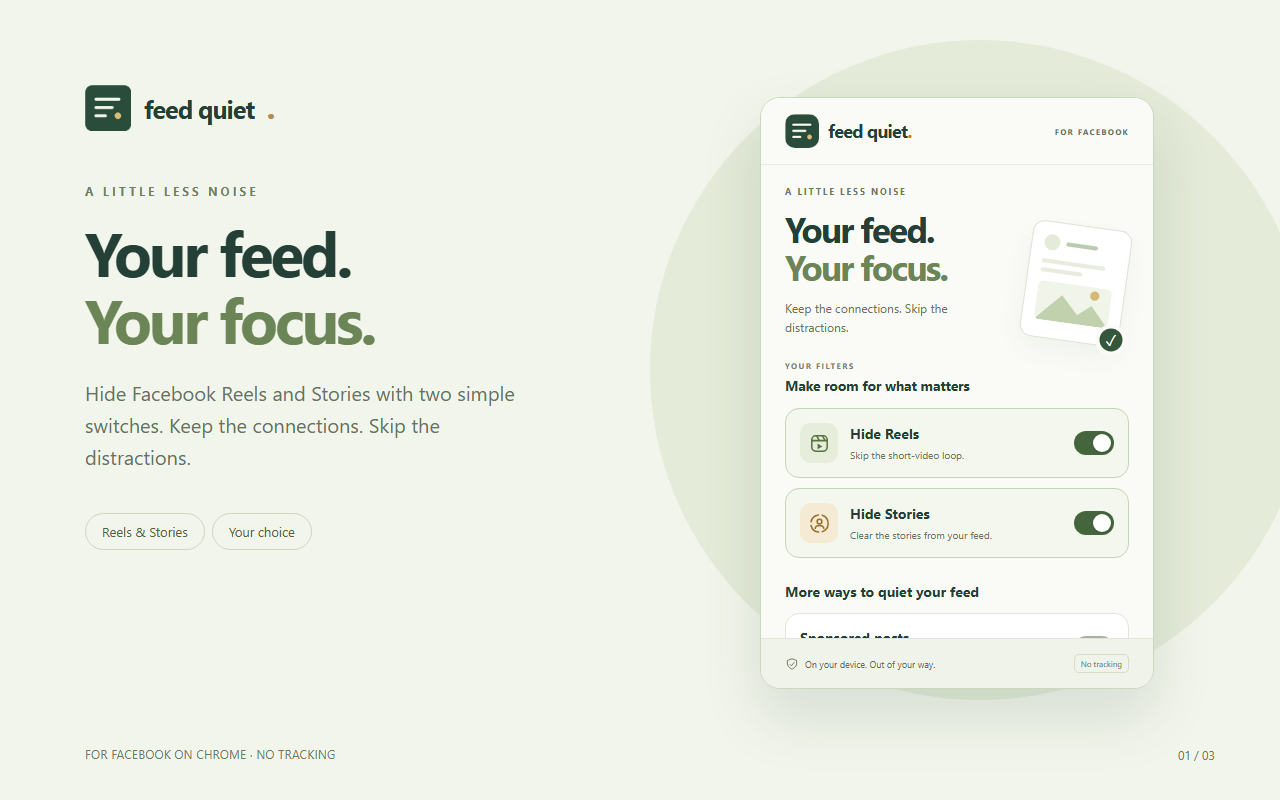 feed quiet .
A LITTLE LESS NOISE
Your feed.
Your focus.
Hide Facebook Reels and Stories with two simple
switches. Keep the connections. Skip the
distractions.
Reels & Stories
Your choice
feed quiet.
FOR FACEBOOK
A LITTLE LESS NOISE
Your feed.
Your focus.
Keep the connections. Skip the
distractions.
YOUR FILTERS
Make room for what matters
Hide Reels
Skip the short-video loop.
Hide Stories
Clear the stories from your feed.
More ways to quiet your feed
Sponsored posts
On your device. Out of your way.
No tracking
FOR FACEBOOK ON CHROME · NO TRACKING
01 / 03